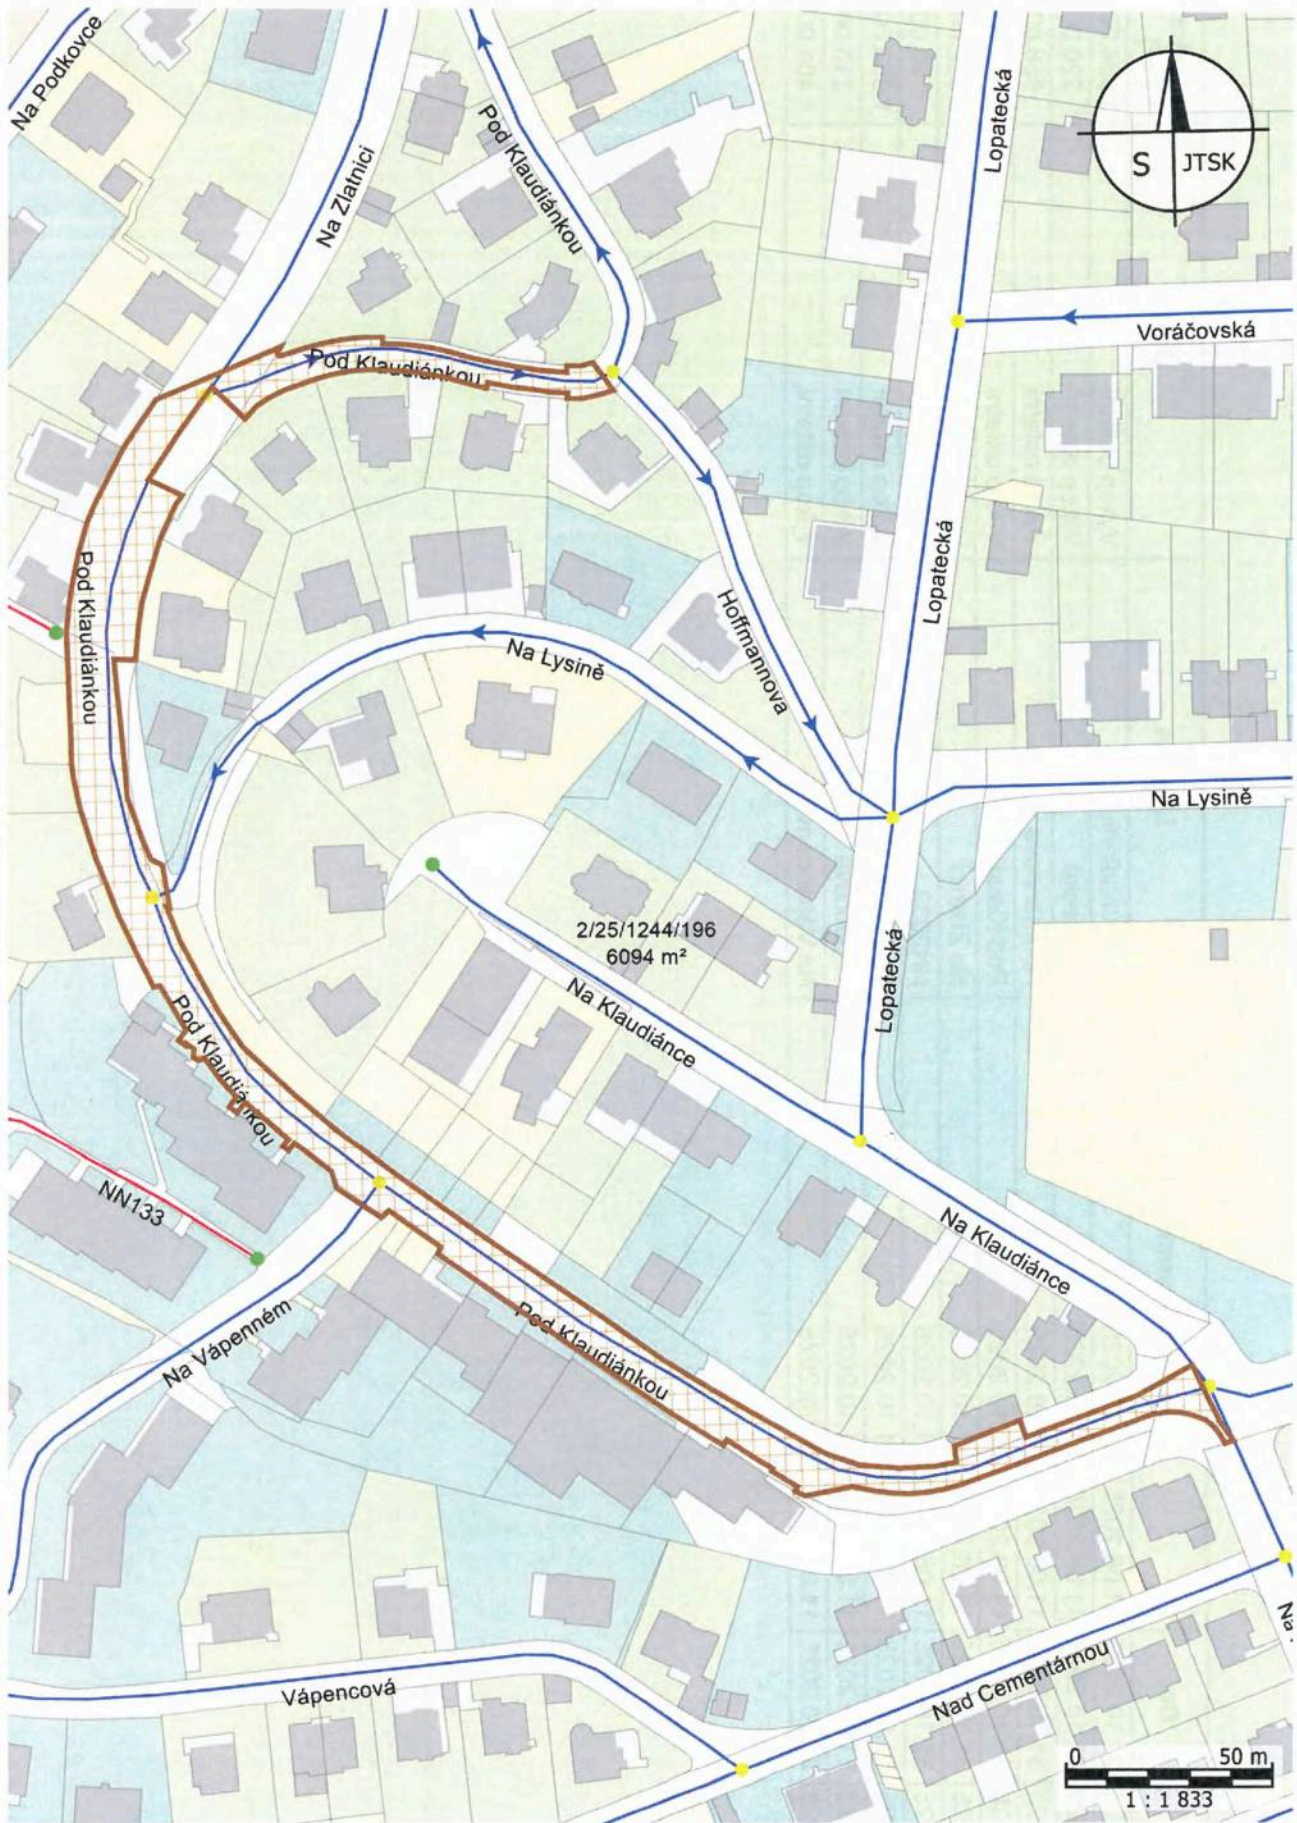 Na Podkovce
Na Zlatnici
Pod Klaudiánkou
Lopatecká
S JTSK
Voráčovská
Pod Klaudiánkou
Pod Klaudiánkou
Lopatecká
Hoffmannova
Na Lysině
Na Lysině
2/25/1244/196
6094 m²
Lopatecká
Na Klaudiánce
Pod Klaudiánkou
NN133
Na Klaudiánce
Na Vápenném
Pod Klaudiánkou
Vápencová
Nad Cementárnou
0 50 m
1 : 1 833